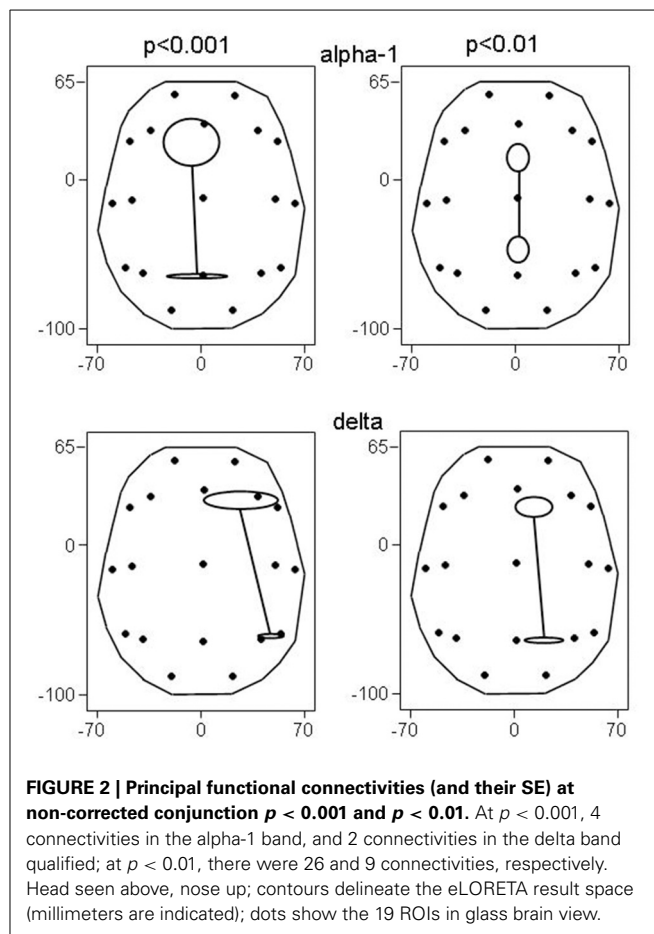 p<0.001 alpha-1 p<0.01
65 65
0 0
-100 -100
-70 0 70 -70 0 70
delta
65 65
0 0
-100 -100
-70 0 70 -70 0 70
FIGURE 2 | Principal functional connectivities (and their SE) at
non-corrected conjunction p < 0.001 and p < 0.01. At p < 0.001, 4
connectivities in the alpha-1 band, and 2 connectivities in the delta band
qualified; at p < 0.01, there were 26 and 9 connectivities, respectively.
Head seen above, nose up; contours delineate the eLORETA result space
(millimeters are indicated); dots show the 19 ROIs in glass brain view.